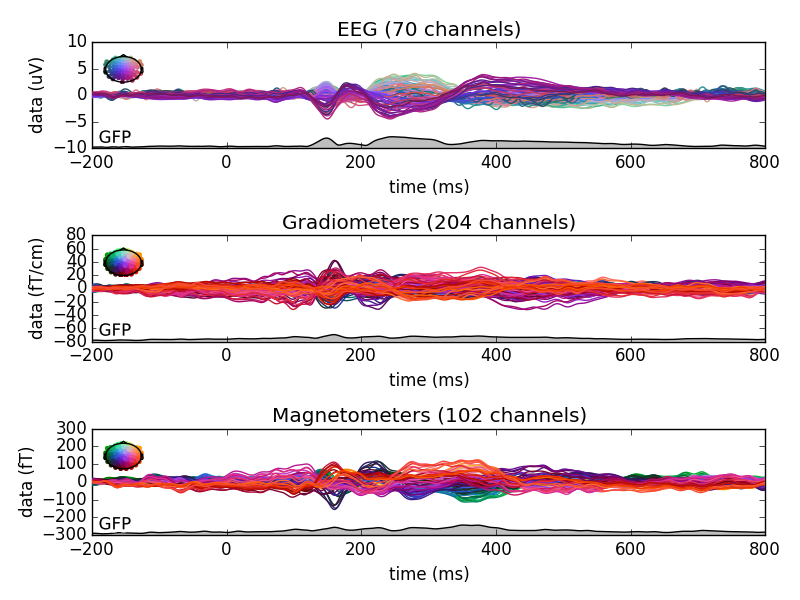 EEG (70 channels)
data (uV)
10
5
0
−5
−10
GFP
−200 0 200 400 600 800
time (ms)
Gradiometers (204 channels)
data (fT/cm)
80
60
40
20
0
−20
−40
−60
−80
GFP
−200 0 200 400 600 800
time (ms)
Magnetometers (102 channels)
data (fT)
300
200
100
0
−100
−200
−300
GFP
−200 0 200 400 600 800
time (ms)